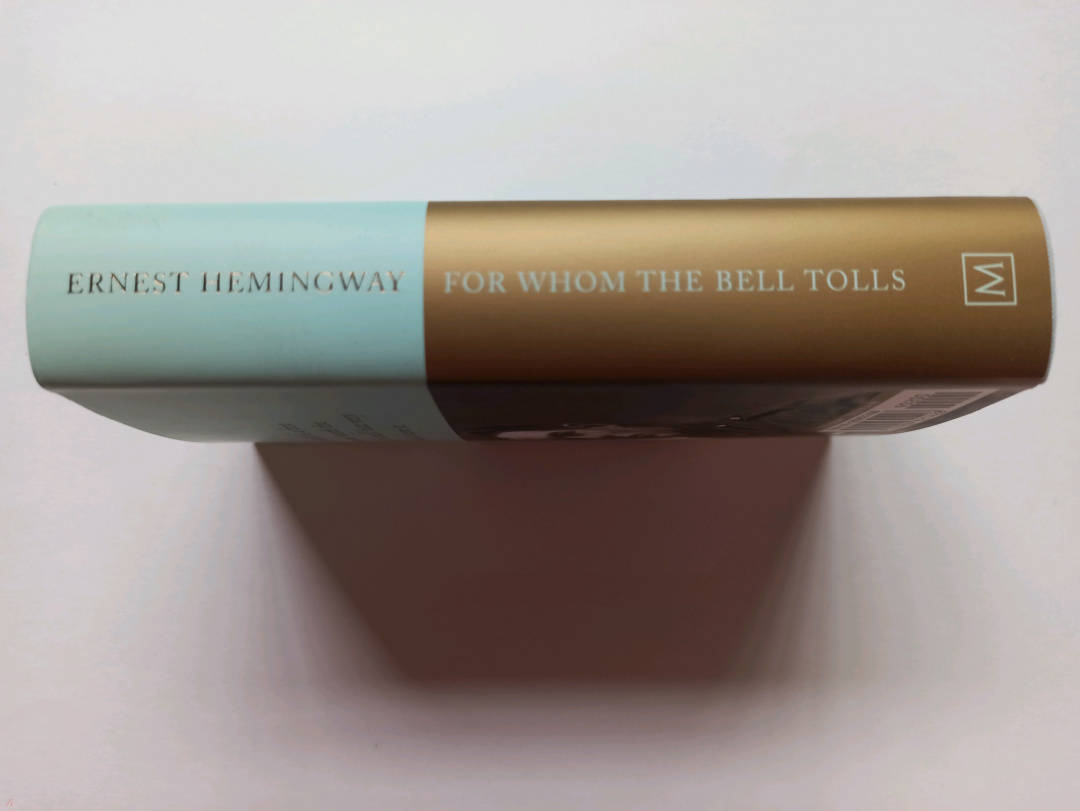 ERNEST HEMINGWAY
FOR WHOM THE BELL TOLLS
M